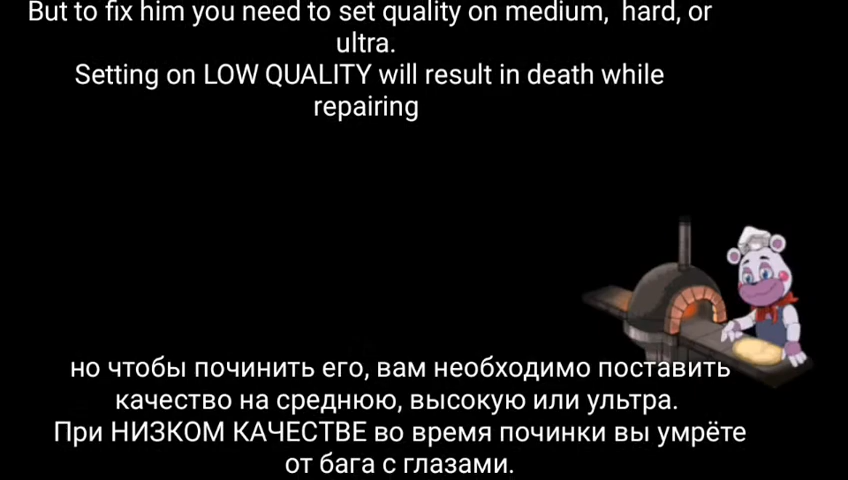 But to fix him you need to set quality on medium,  hard, or
ultra.
Setting on LOW QUALITY will result in death while
repairing
но чтобы починить его, вам необходимо поставить
качество на среднюю, высокую или ультра.
При НИЗКОМ КАЧЕСТВЕ во время починки вы умрёте
от бага с глазами.